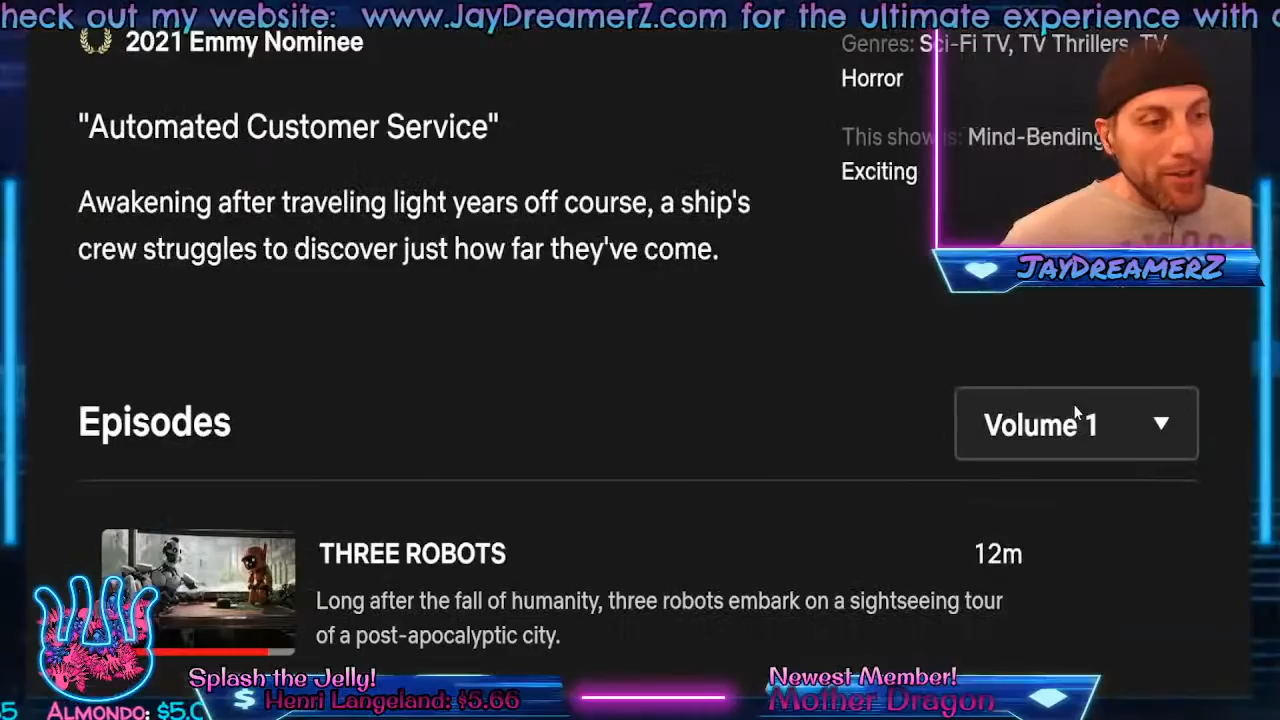 heck out my website: www.JayDreamerZ.com for the ultimate experience with
2021 Emmy Nominee
Genres: Sci-Fi TV, TV Thrillers, TV
Horror
"Automated Customer Service"
This show is: Mind-Bending
Exciting
Awakening after traveling light years off course, a ship's
crew struggles to discover just how far they've come.
JayDreamerZ
Episodes
Volume 1
THREE ROBOTS
12m
Long after the fall of humanity, three robots embark on a sightseeing tour
of a post-apocalyptic city.
Splash the Jelly!
$ Henri Langeland: $5.66
Newest Member!
Mother Dragon
5 ALMONDO: $5.0